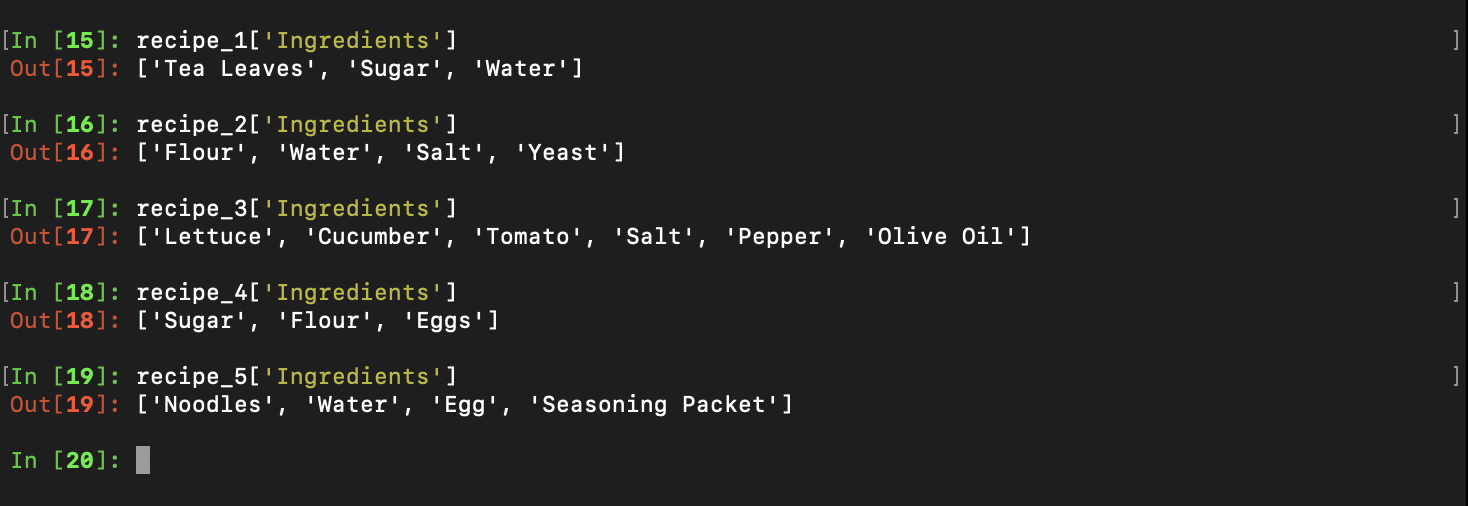 [In [15]: recipe_1['Ingredients'] ]
Out[15]: ['Tea Leaves', 'Sugar', 'Water']
[In [16]: recipe_2['Ingredients'] ]
Out[16]: ['Flour', 'Water', 'Salt', 'Yeast']
[In [17]: recipe_3['Ingredients'] ]
Out[17]: ['Lettuce', 'Cucumber', 'Tomato', 'Salt', 'Pepper', 'Olive Oil']
[In [18]: recipe_4['Ingredients'] ]
Out[18]: ['Sugar', 'Flour', 'Eggs']
[In [19]: recipe_5['Ingredients'] ]
Out[19]: ['Noodles', 'Water', 'Egg', 'Seasoning Packet']
In [20]: